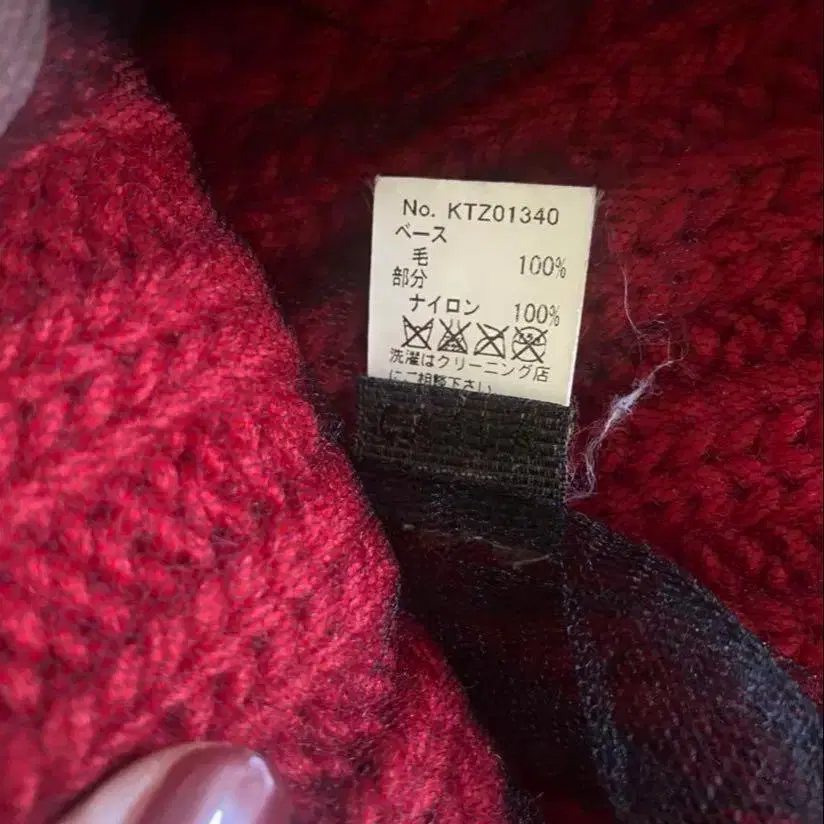 No. KTZ01340
ベース
毛 100%
部分
ナイロン 100%
洗濯はクリーニング店
にご相談下さい